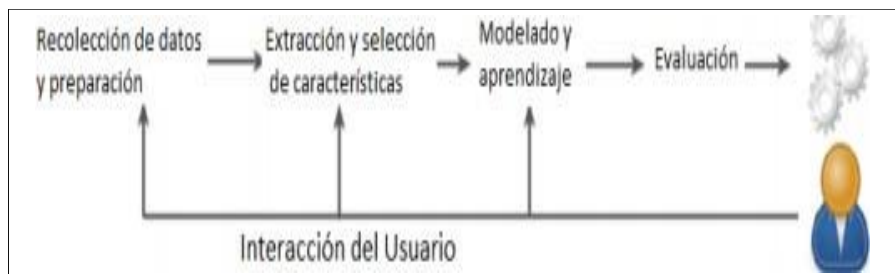 Recolección de datos
y preparación
Extracción y selección
de características
Modelado y
aprendizaje
Evaluación
Interacción del Usuario